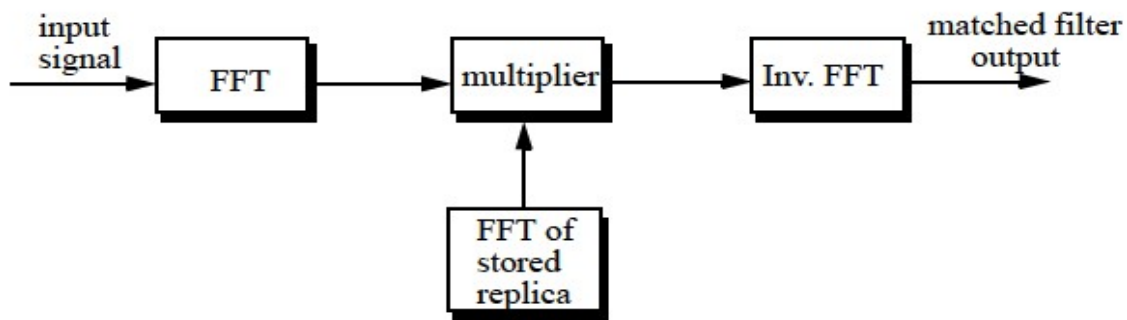 input
signal
FFT
multiplier
Inv. FFT
matched filter
output
FFT of
stored
replica